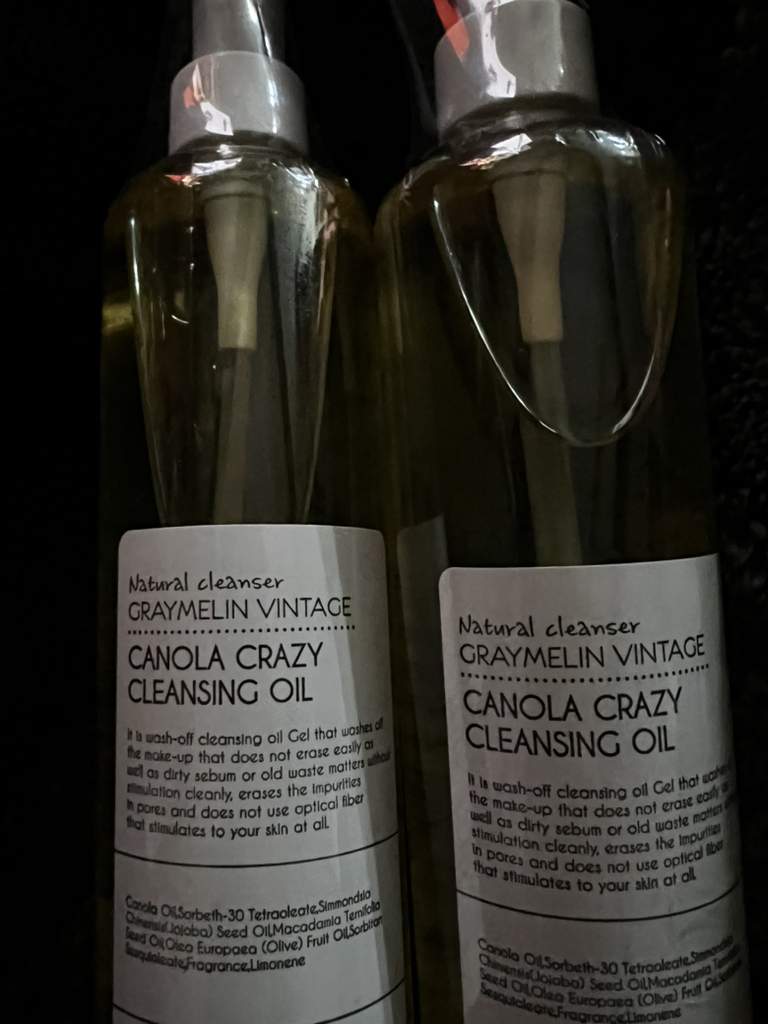 Natural cleanser
GRAYMELIN VINTAGE
CANOLA CRAZY
CLEANSING OIL
It is wash-off cleansing oil Gel that washes off
the make-up that does not erase easily as
well as dirty sebum or old waste matters without
stimulation cleanly, erases the impurities
in pores and does not use optical fiber
that stimulates to your skin at all.
Canola Oil,Sorbeth-30 Tetraoleate,Simmondsia
Chinensis(Jojoba) Seed Oil,Macadamia Ternifolia
Seed Oil,Olea Europaea (Olive) Fruit Oil,Sorbitan
Sesquioleate,Fragrance,Limonene
Natural cleanser
GRAYMELIN VINTAGE
CANOLA CRAZY
CLEANSING OIL
It is wash-off cleansing oil Gel that
the make-up that does not erase easily
well as dirty sebum or old waste matters
stimulation cleanly, erases the impurities
in pores and does not use optical fiber
that stimulates to your skin at all.
Canola Oil,Sorbeth-30 Tetraoleate,
Chinensis(Jojoba) Seed Oil,Macadamia
Seed Oil,Olea Europaea (Olive) Fruit Oil,
Sesquioleate,Fragrance,Limonene